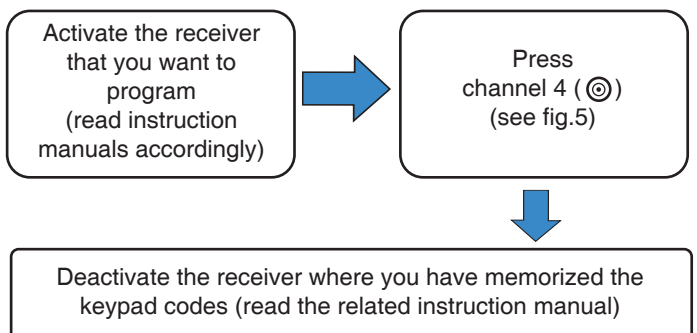 Activate the receiver
that you want to
program
(read instruction
manuals accordingly)
Press
channel 4 (◎)
(see fig.5)
Deactivate the receiver where you have memorized the
keypad codes (read the related instruction manual)